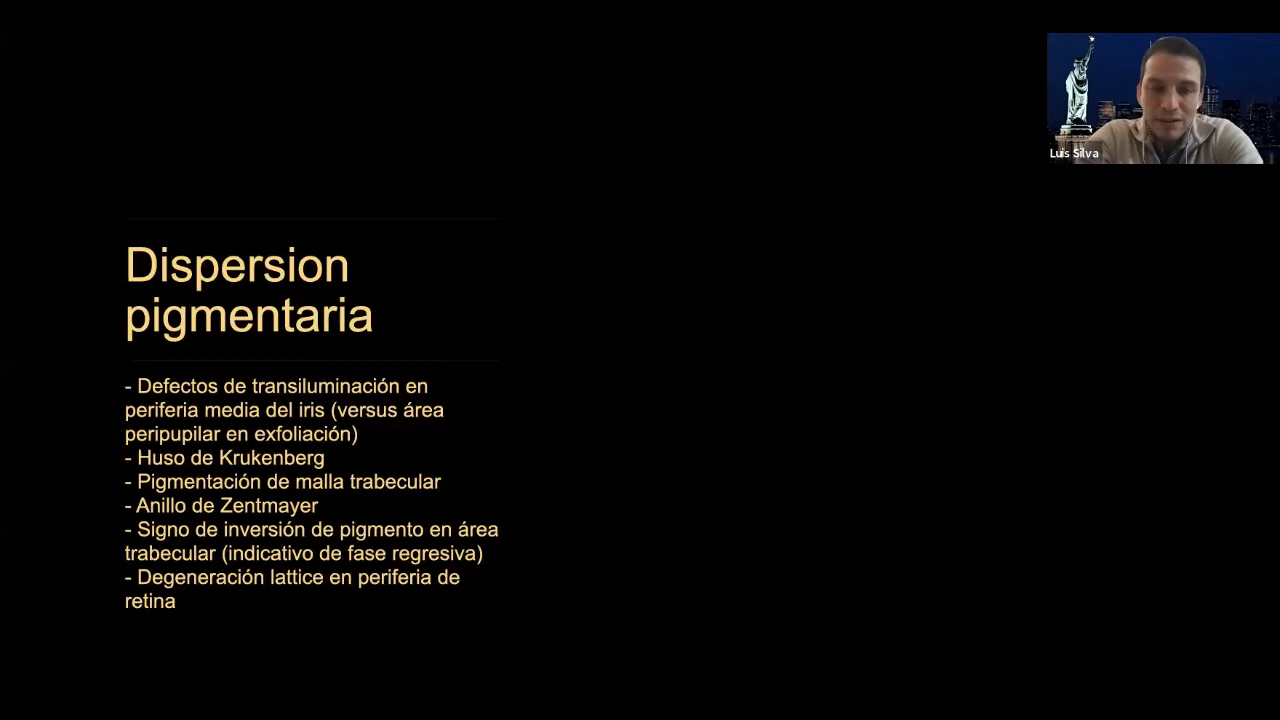 Luis Silva
Dispersion
pigmentaria
- Defectos de transiluminación en
periferia media del iris (versus área
peripupilar en exfoliación)
- Huso de Krukenberg
- Pigmentación de malla trabecular
- Anillo de Zentmayer
- Signo de inversión de pigmento en área
trabecular (indicativo de fase regresiva)
- Degeneración lattice en periferia de
retina